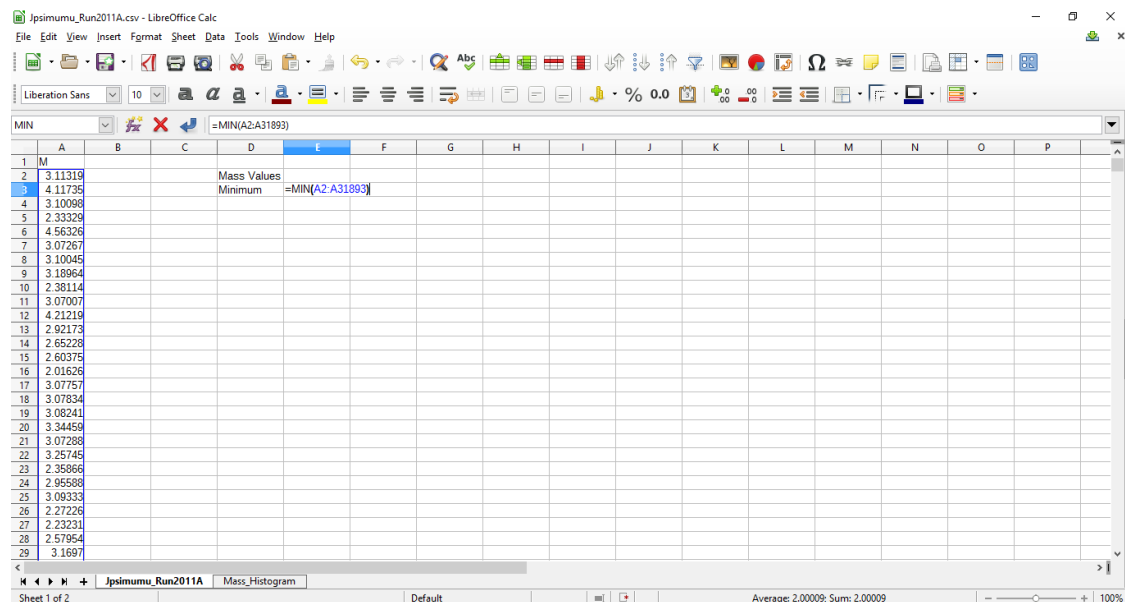 Jpsimumu_Run2011A.csv - LibreOffice Calc
File Edit View Insert Format Sheet Data Tools Window Help
Liberation Sans 10 a a a a % 0.0
MIN =MIN(A2:A31893)
A B C D E F G H I J K L M N O P
1 M
2 3.11319 Mass Values
3 4.11735 Minimum =MIN(A2:A31893)
4 3.10098
5 2.33329
6 4.56326
7 3.07267
8 3.10045
9 3.18964
10 2.38114
11 3.07007
12 4.21219
13 2.92173
14 2.65228
15 2.60375
16 2.01626
17 3.07757
18 3.07834
19 3.08241
20 3.34459
21 3.07288
22 3.25745
23 2.35866
24 2.95588
25 3.09333
26 2.27226
27 2.23231
28 2.57954
29 3.1697
Jpsimumu_Run2011A Mass_Histogram
Sheet 1 of 2 Default Average: 2.00009; Sum: 2.00009 100%